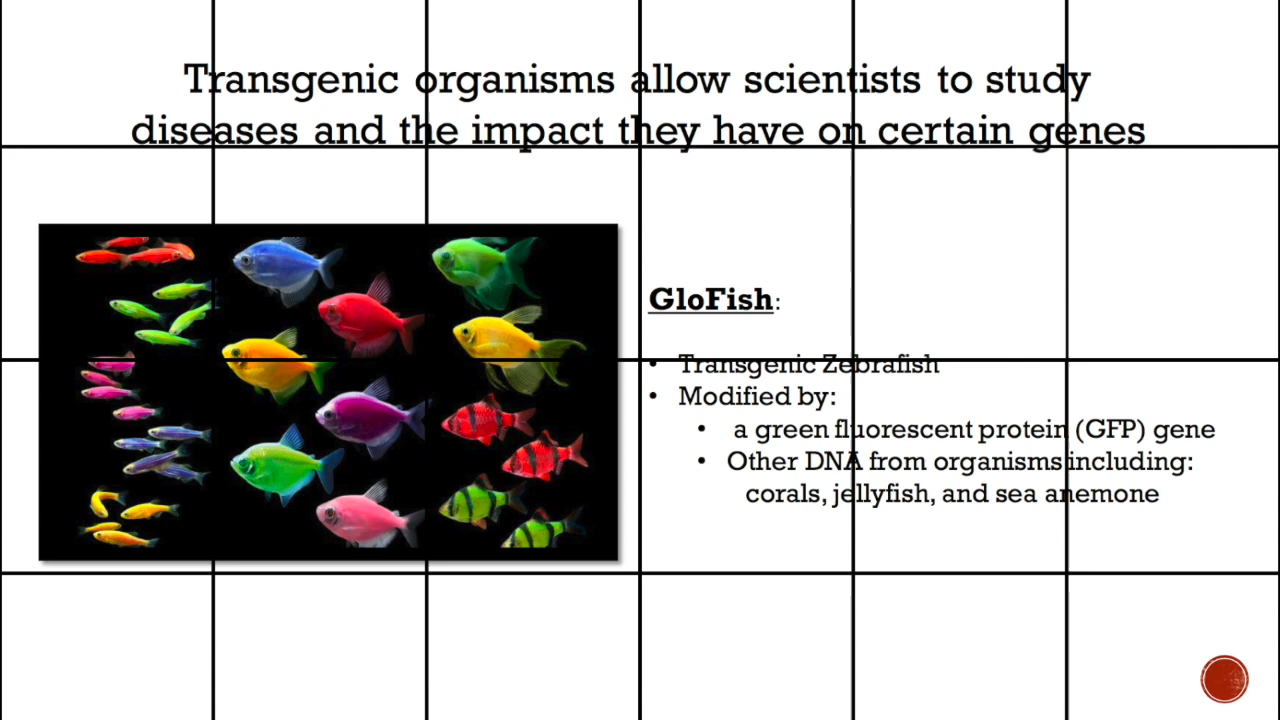 Transgenic organisms allow scientists to study
diseases and the impact they have on certain genes
GloFish:
• Transgenic Zebrafish
• Modified by:
• a green fluorescent protein (GFP) gene
• Other DNA from organisms including:
corals, jellyfish, and sea anemone